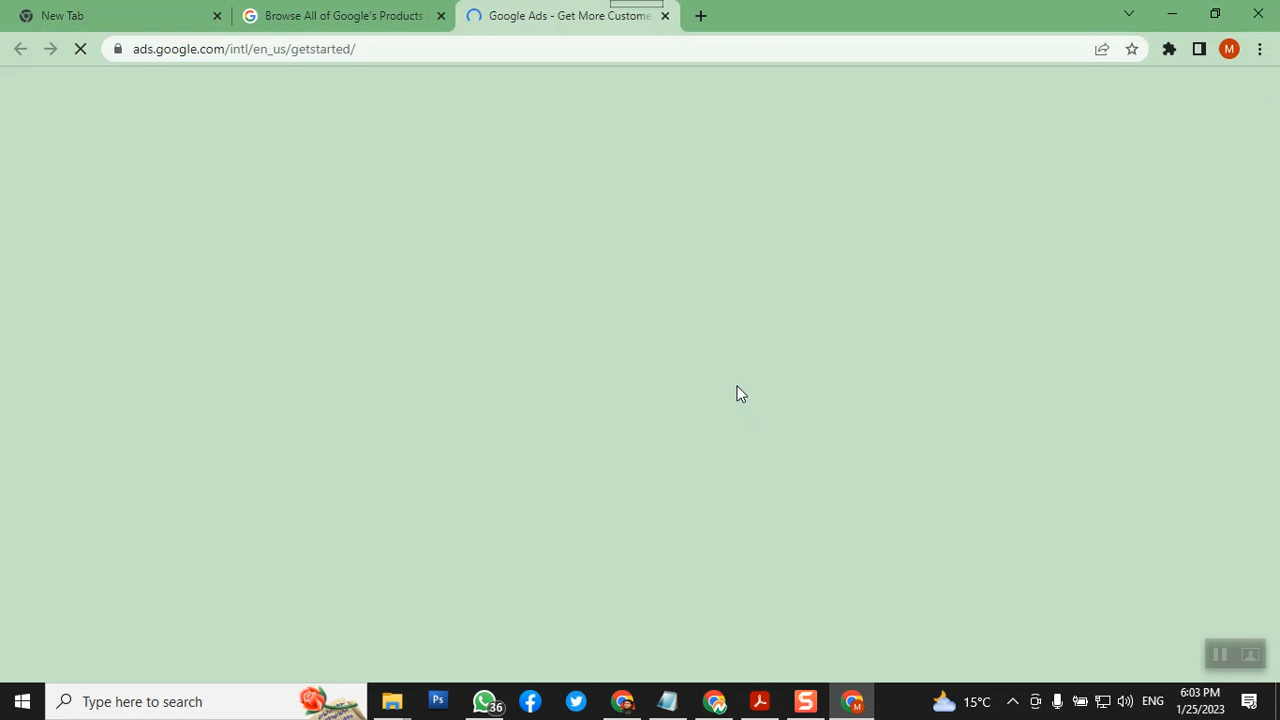 New Tab
Browse All of Google's Products
Google Ads - Get More Custome
ads.google.com/intl/en_us/getstarted/
M
Type here to search
Ps
36
S
M
15°C
ENG
6:03 PM
1/25/2023